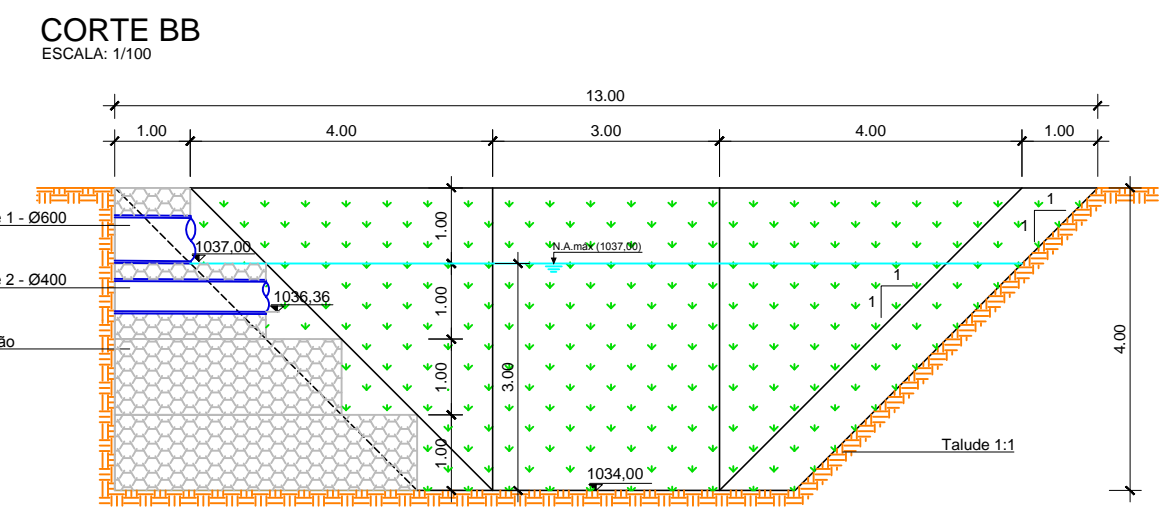 CORTE BB
ESCALA: 1/100
13.00
1.00 4.00 3.00 4.00 1.00
e 1 - Ø600
1.00
1
1
1037,00
N.A.max (1037,00)
e 2 - Ø400
1036,36
1.00
1
1
ão
4.00
1.00
3.00
1.00
Talude 1:1
1034,00